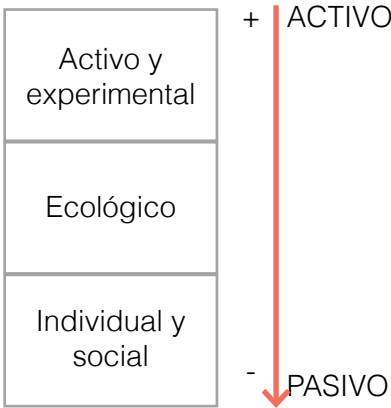 + ACTIVO
Activo y
experimental
Ecológico
Individual y
social
- PASIVO